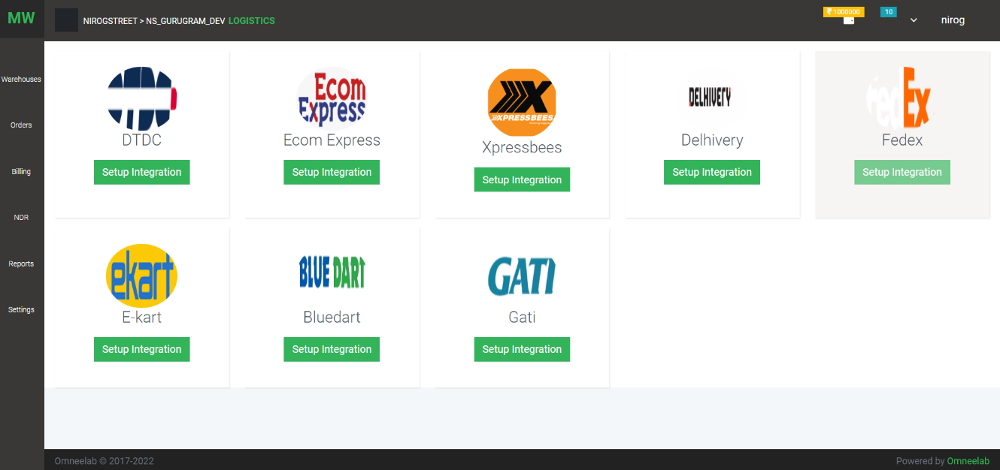 MW
NIROGSTREET > NS_GURUGRAM_DEV LOGISTICS
₹ 1000000
10
nirog
Warehouses
Orders
Billing
NDR
Reports
Settings
Ecom
Express
XPRESSBEES
DELHIVERY
fedEx
DTDC
Ecom Express
Xpressbees
Delhivery
Fedex
Setup Integration
Setup Integration
Setup Integration
Setup Integration
Setup Integration
ekart
BLUE DART
GATI
E-kart
Bluedart
Gati
Setup Integration
Setup Integration
Setup Integration
Omneelab © 2017-2022
Powered by Omneelab